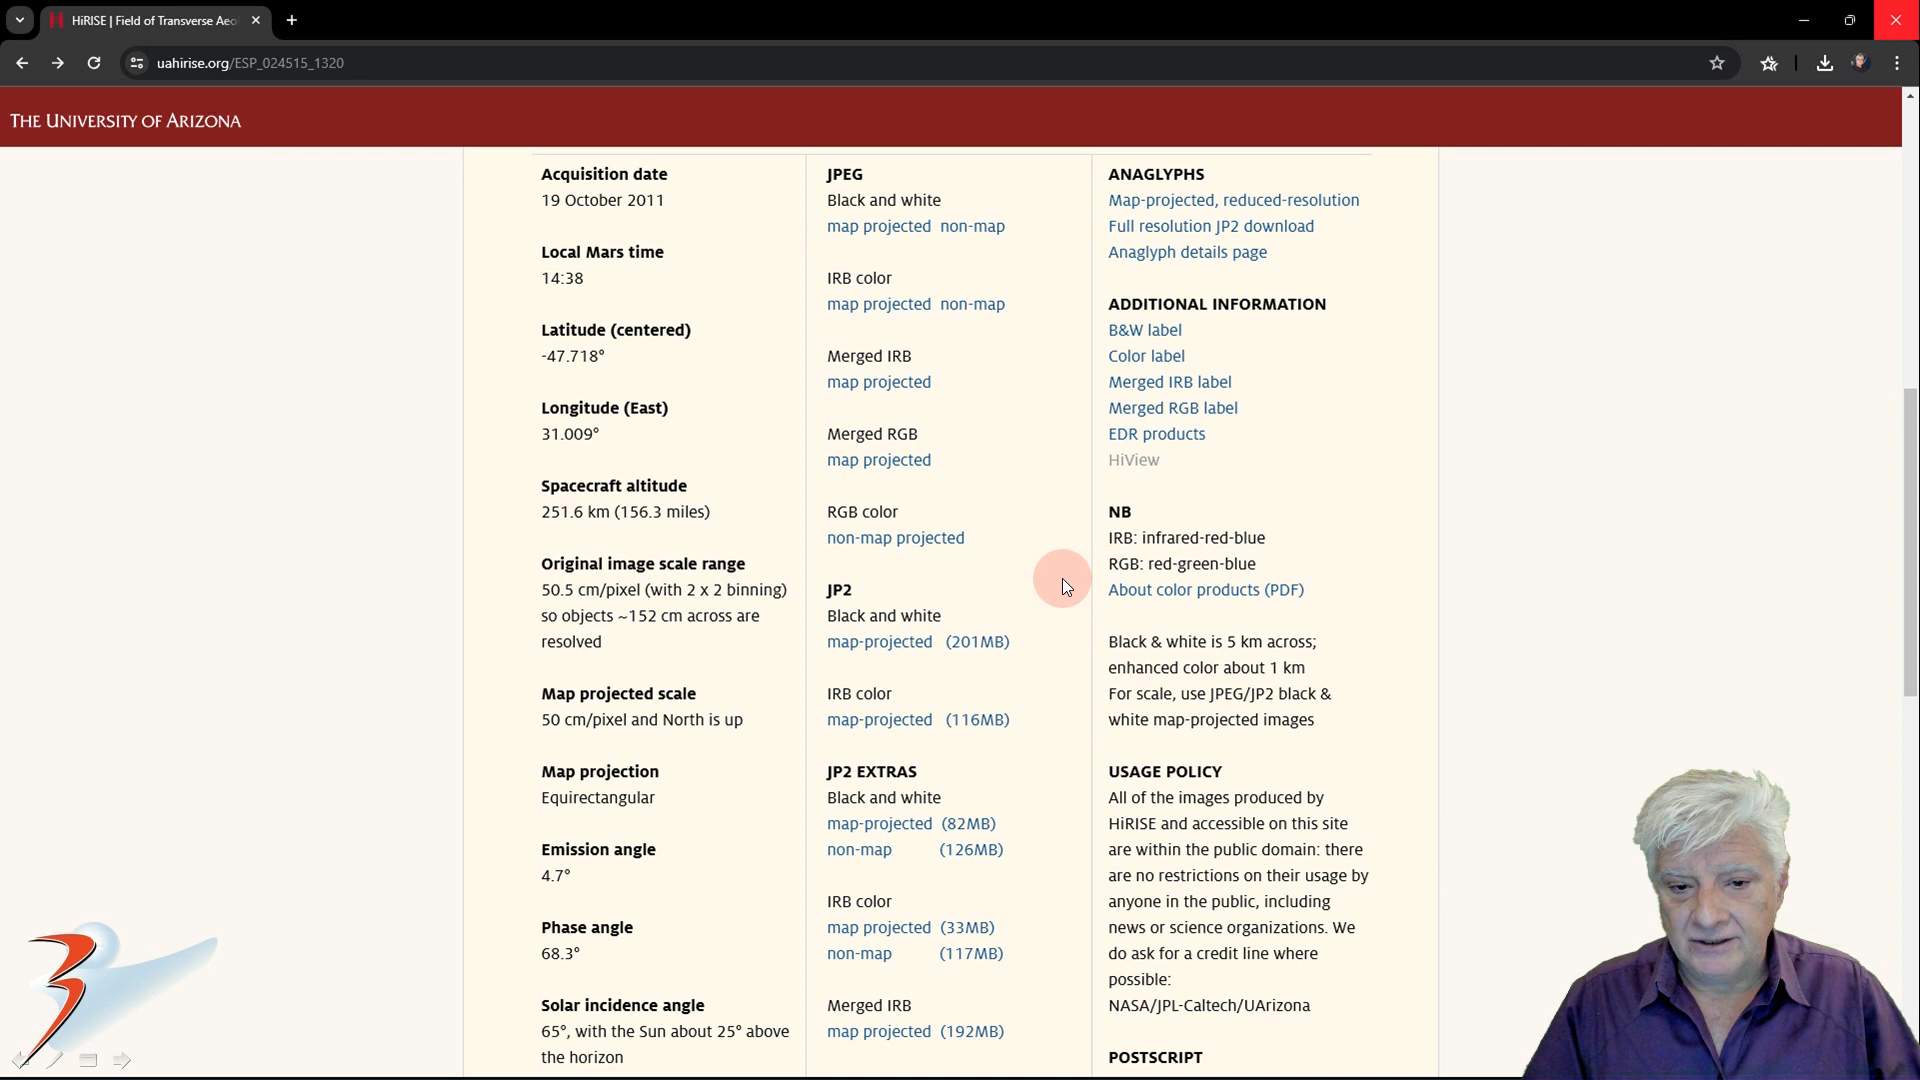 HiRISE | Field of Transverse Aeo
uahirise.org/ESP_024515_1320
THE UNIVERSITY OF ARIZONA
Acquisition date
19 October 2011
Local Mars time
14:38
Latitude (centered)
-47.718°
Longitude (East)
31.009°
Spacecraft altitude
251.6 km (156.3 miles)
Original image scale range
50.5 cm/pixel (with 2 x 2 binning)
so objects ~152 cm across are
resolved
Map projected scale
50 cm/pixel and North is up
Map projection
Equirectangular
Emission angle
4.7°
Phase angle
68.3°
Solar incidence angle
65°, with the Sun about 25° above
the horizon
JPEG
Black and white
map projected non-map
IRB color
map projected non-map
Merged IRB
map projected
Merged RGB
map projected
RGB color
non-map projected
JP2
Black and white
map-projected (201MB)
IRB color
map-projected (116MB)
JP2 EXTRAS
Black and white
map-projected (82MB)
non-map (126MB)
IRB color
map projected (33MB)
non-map (117MB)
Merged IRB
map projected (192MB)
ANAGLYPHS
Map-projected, reduced-resolution
Full resolution JP2 download
Anaglyph details page
ADDITIONAL INFORMATION
B&W label
Color label
Merged IRB label
Merged RGB label
EDR products
HiView
NB
IRB: infrared-red-blue
RGB: red-green-blue
About color products (PDF)
Black & white is 5 km across;
enhanced color about 1 km
For scale, use JPEG/JP2 black &
white map-projected images
USAGE POLICY
All of the images produced by
HiRISE and accessible on this site
are within the public domain: there
are no restrictions on their usage by
anyone in the public, including
news or science organizations. We
do ask for a credit line where
possible:
NASA/JPL-Caltech/UArizona
POSTSCRIPT